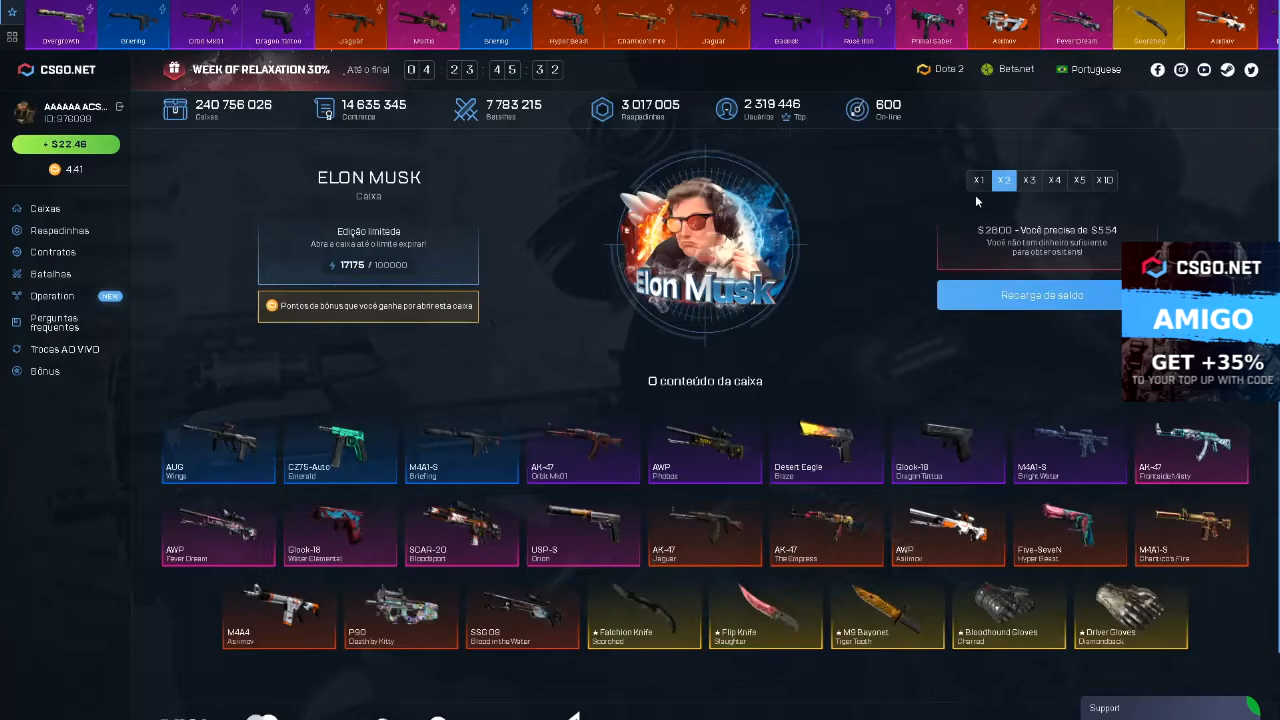 Overgrowth
Briefing
Orbit Mk01
Dragon Tattoo
Jaguar
Mortis
Briefing
Hyper Beast
Chantico's Fire
Jaguar
Basilisk
Rose Iron
Primal Saber
Asiimov
Fever Dream
Scorched
Asiimov
CSGO.NET
WEEK OF RELAXATION 30% Até o final 04 : 23 : 45 : 32
Dota 2 Bets.net Portuguese
AAAAAA ACS...
ID: 976098
+ $22.46
441
240 756 026
Caixas
14 635 345
Contratos
7 783 215
Batalhas
3 017 005
Raspadinhas
2 319 446
Usuários Top
600
On-line
Caixas
Raspadinhas
Contratos
Batalhas
Operation NEW
Perguntas
frequentes
Trocas AO VIVO
Bônus
ELON MUSK
Caixa
Edição limitada
Abra a caixa até o limite expirar!
17175 / 100000
Pontos de bônus que você ganha por abrir esta caixa
Elon Musk
X1 X2 X3 X4 X5 X10
$ 28.00 - Você precisa de $ 5.54
Você não tem dinheiro suficiente
para obter os itens!
Recarga de saldo
CSGO.NET
AMIGO
GET +35%
TO YOUR TOP UP WITH CODE
O conteúdo da caixa
AUG
Wings
CZ75-Auto
Emerald
M4A1-S
Briefing
AK-47
Orbit Mk01
AWP
Phobos
Desert Eagle
Blaze
Glock-18
Dragon Tattoo
M4A1-S
Bright Water
AK-47
Frontside Misty
AWP
Fever Dream
Glock-18
Water Elemental
SCAR-20
Bloodsport
USP-S
Orion
AK-47
Jaguar
AK-47
The Empress
AWP
Asiimov
Five-SeveN
Hyper Beast
M4A1-S
Chantico's Fire
M4A4
Asiimov
P90
Death by Kitty
SSG 08
Blood in the Water
★ Falchion Knife
Scorched
★ Flip Knife
Slaughter
★ M9 Bayonet
Tiger Tooth
★ Bloodhound Gloves
Charred
★ Driver Gloves
Diamondback
Support